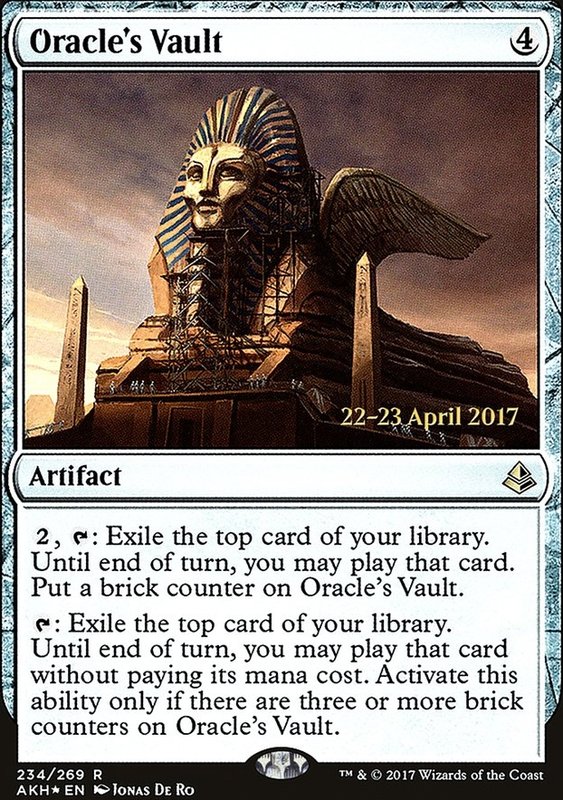 Oracle's Vault 4
22–23 April 2017
Artifact
2, : Exile the top card of your library.
Until end of turn, you may play that card.
Put a brick counter on Oracle's Vault.
: Exile the top card of your library.
Until end of turn, you may play that card
without paying its mana cost. Activate this
ability only if there are three or more brick
counters on Oracle's Vault.
234/269 R
AKH★EN Jonas De Ro
™ & © 2017 Wizards of the Coast